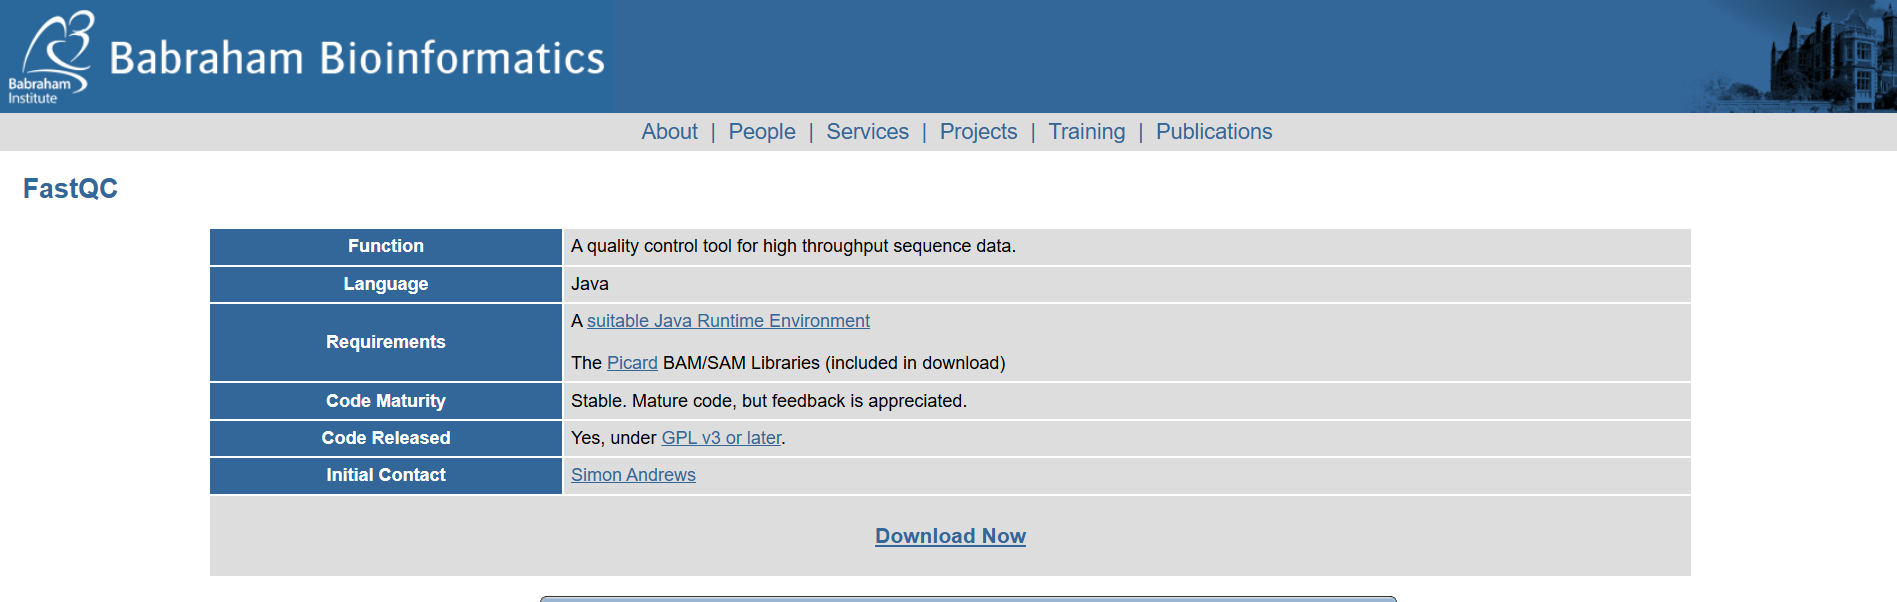 Babraham Bioinformatics
Babraham
Institute
About | People | Services | Projects | Training | Publications
FastQC
Function A quality control tool for high throughput sequence data.
Language Java
Requirements A suitable Java Runtime Environment
The Picard BAM/SAM Libraries (included in download)
Code Maturity Stable. Mature code, but feedback is appreciated.
Code Released Yes, under GPL v3 or later.
Initial Contact Simon Andrews
Download Now